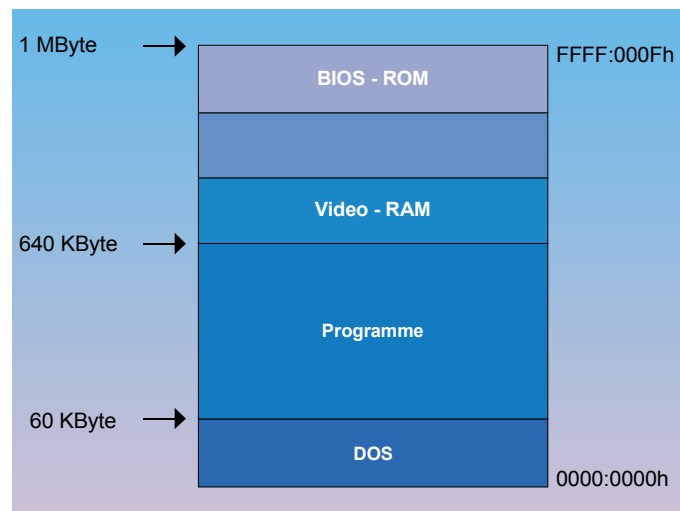 1 MByte
FFFF:000Fh
BIOS - ROM
Video - RAM
640 KByte
Programme
60 KByte
DOS
0000:0000h